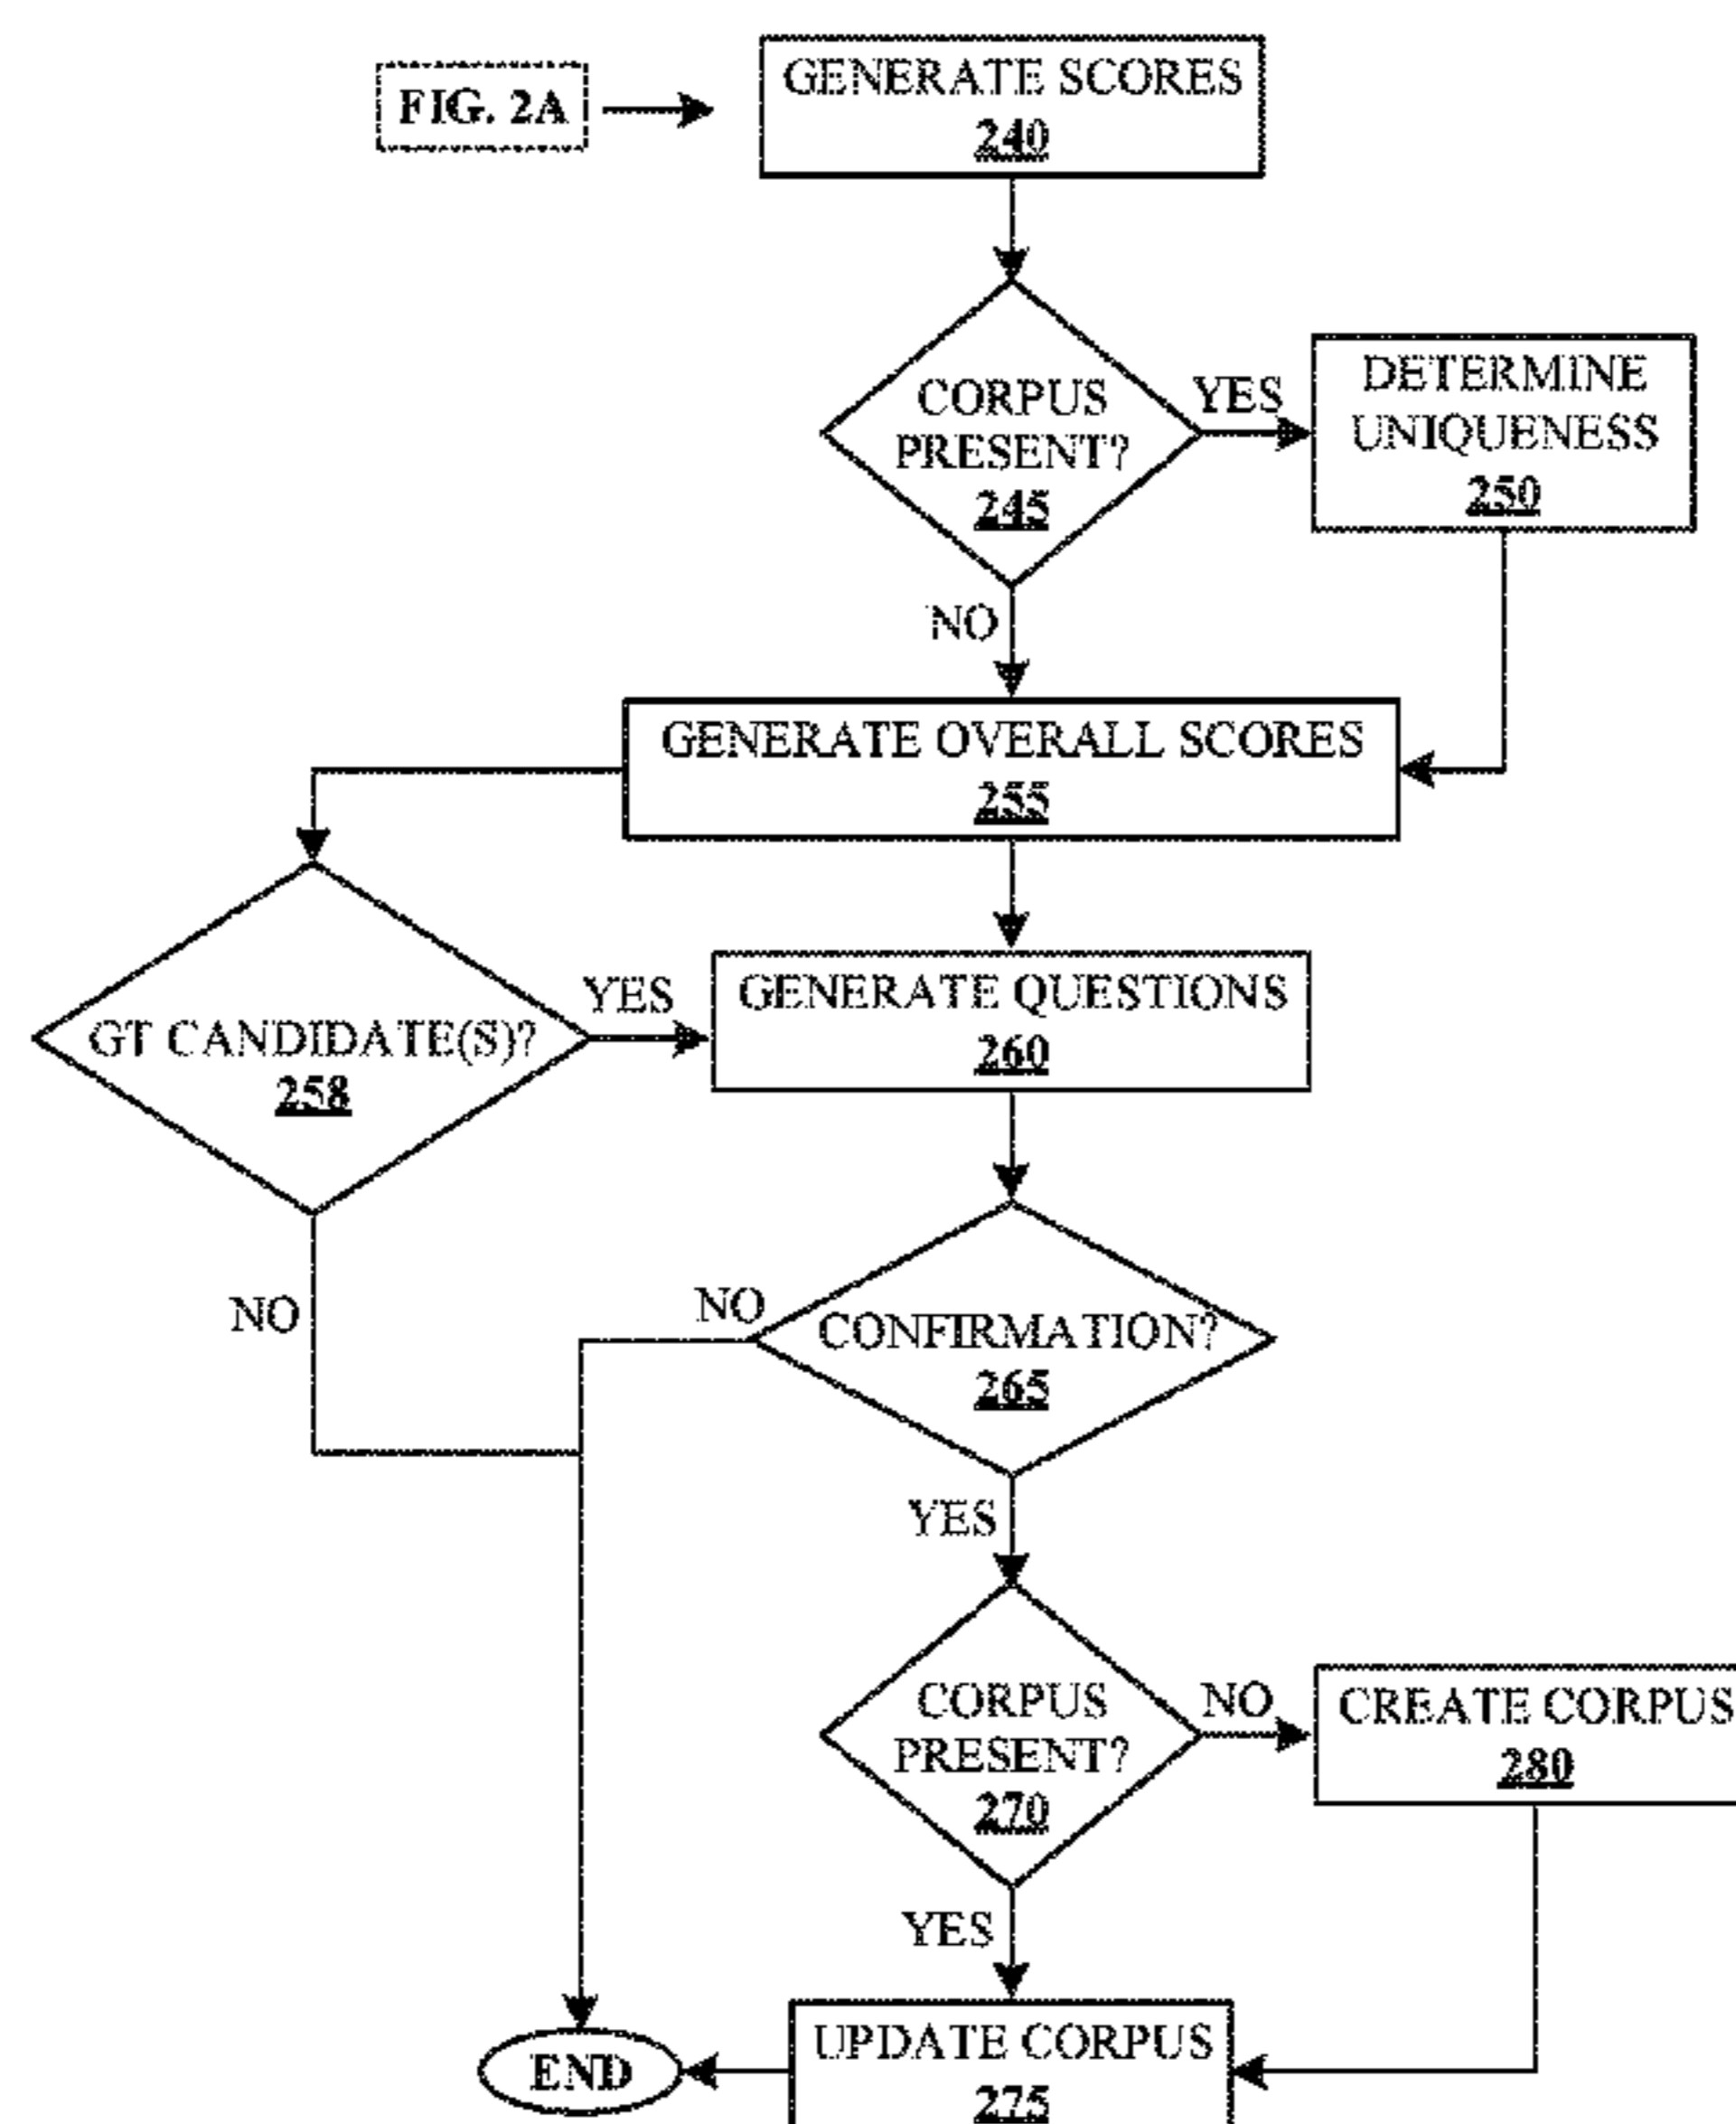 FIG. 2A
GENERATE SCORES
240
CORPUS
PRESENT?
245
YES
DETERMINE
UNIQUENESS
250
NO
GENERATE OVERALL SCORES
255
GT CANDIDATE(S)?
258
YES
GENERATE QUESTIONS
260
NO
NO
CONFIRMATION?
265
YES
CORPUS
PRESENT?
270
NO
CREATE CORPUS
280
YES
UPDATE CORPUS
275
END